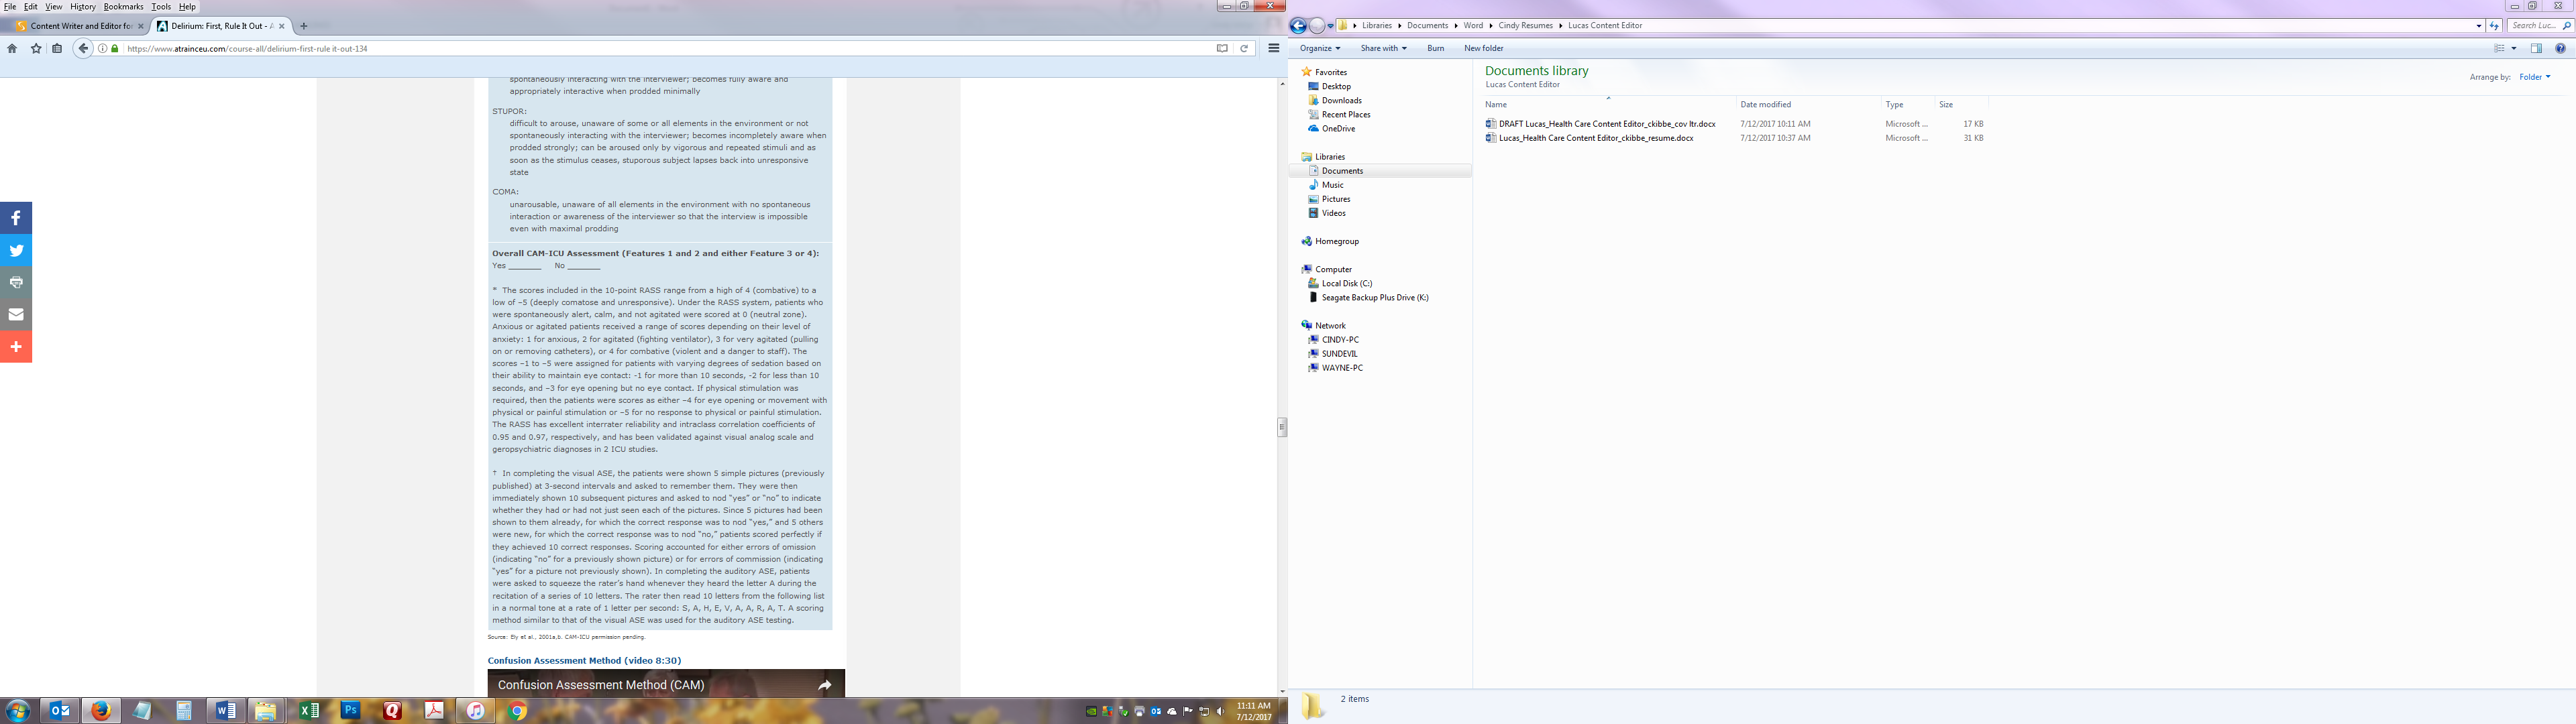 File Edit View History Bookmarks Tools Help
Content Writer and Editor fo
Delirium: First, Rule It Out - A
https://www.atrainceu.com/course-all/delirium-first-rule it-out-134
spontaneously interacting with the interviewer; becomes fully aware and
appropriately interactive when prodded minimally
STUPOR:
difficult to arouse, unaware of some or all elements in the environment or not
spontaneously interacting with the interviewer; becomes incompletely aware when
prodded strongly; can be aroused only by vigorous and repeated stimuli and as
soon as the stimulus ceases, stuporous subject lapses back into unresponsive
state
COMA:
unarousable, unaware of all elements in the environment with no spontaneous
interaction or awareness of the interviewer so that the interview is impossible
even with maximal prodding
Overall CAM-ICU Assessment (Features 1 and 2 and either Feature 3 or 4):
Yes _______ No _______
* The scores included in the 10-point RASS range from a high of 4 (combative) to a
low of –5 (deeply comatose and unresponsive). Under the RASS system, patients who
were spontaneously alert, calm, and not agitated were scored at 0 (neutral zone).
Anxious or agitated patients received a range of scores depending on their level of
anxiety: 1 for anxious, 2 for agitated (fighting ventilator), 3 for very agitated (pulling
on or removing catheters), or 4 for combative (violent and a danger to staff). The
scores –1 to –5 were assigned for patients with varying degrees of sedation based on
their ability to maintain eye contact: -1 for more than 10 seconds, -2 for less than 10
seconds, and –3 for eye opening but no eye contact. If physical stimulation was
required, then the patients were scores as either –4 for eye opening or movement with
physical or painful stimulation or –5 for no response to physical or painful stimulation.
The RASS has excellent interrater reliability and intraclass correlation coefficients of
0.95 and 0.97, respectively, and has been validated against visual analog scale and
geropsychiatric diagnoses in 2 ICU studies.
† In completing the visual ASE, the patients were shown 5 simple pictures (previously
published) at 3-second intervals and asked to remember them. They were then
immediately shown 10 subsequent pictures and asked to nod “yes” or “no” to indicate
whether they had or had not just seen each of the pictures. Since 5 pictures had been
shown to them already, for which the correct response was to nod “yes,” and 5 others
were new, for which the correct response was to nod “no,” patients scored perfectly if
they achieved 10 correct responses. Scoring accounted for either errors of omission
(indicating “no” for a previously shown picture) or for errors of commission (indicating
“yes” for a picture not previously shown). In completing the auditory ASE, patients
were asked to squeeze the rater’s hand whenever they heard the letter A during the
recitation of a series of 10 letters. The rater then read 10 letters from the following list
in a normal tone at a rate of 1 letter per second: S, A, H, E, V, A, A, R, A, T. A scoring
method similar to that of the visual ASE was used for the auditory ASE testing.
Source: Ely et al., 2001a,b. CAM-ICU permission pending.
Confusion Assessment Method (video 8:30)
Confusion Assessment Method (CAM)
11:11 AM
7/12/2017
Libraries Documents Word Cindy Resumes Lucas Content Editor
Search Luc...
Organize Share with Burn New folder
Favorites
Desktop
Downloads
Recent Places
OneDrive
Libraries
Documents
Music
Pictures
Videos
Homegroup
Computer
Local Disk (C:)
Seagate Backup Plus Drive (K:)
Network
CINDY-PC
SUNDEVIL
WAYNE-PC
Documents library
Lucas Content Editor
Arrange by: Folder
Name Date modified Type Size
DRAFT Lucas_Health Care Content Editor_ckibbe_cov ltr.docx 7/12/2017 10:11 AM Microsoft ... 17 KB
Lucas_Health Care Content Editor_ckibbe_resume.docx 7/12/2017 10:37 AM Microsoft ... 31 KB
2 items